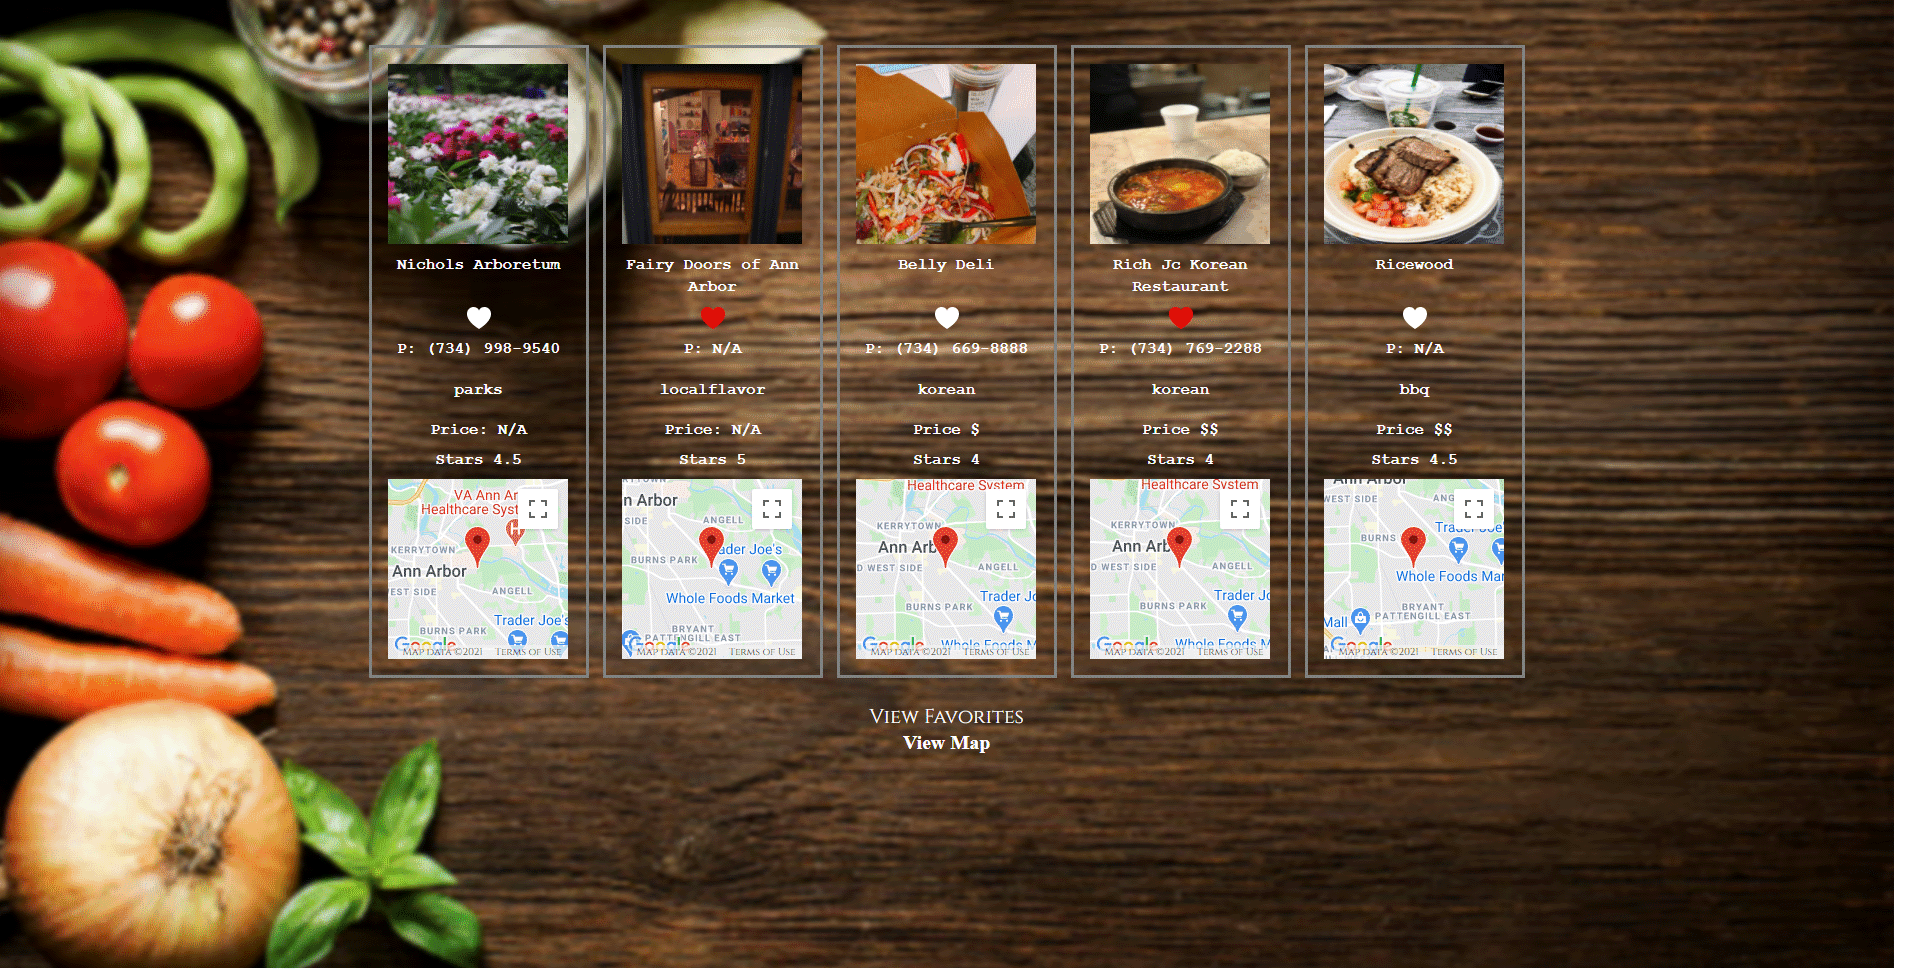 Nichols Arboretum
P: (734) 998-9540
parks
Price: N/A
Stars 4.5
VA Ann Ar
Healthcare Syst
KERRYTOWN
Ann Arbor
EST SIDE
ANGELL
Trader Joe's
BURNS PARK
Google
MAP DATA ©2021 TERMS OF USE
Fairy Doors of Ann
Arbor
P: N/A
localflavor
Price: N/A
Stars 5
n Arbor
SIDE
ANGELL
BURNS PARK
ader Joe's
Whole Foods Market
BRYANT
PATTENGILL EAST
Google
MAP DATA ©2021 TERMS OF USE
Belly Deli
P: (734) 669-8888
korean
Price $
Stars 4
Healthcare System
KERRYTOWN
Ann Arb
D WEST SIDE
ANGELL
Trader Jo
BURNS PARK
Whole Foods M
Google
MAP DATA ©2021 TERMS OF USE
Rich Jc Korean
Restaurant
P: (734) 769-2288
korean
Price $$
Stars 4
Healthcare System
KERRYTOWN
Ann Arb
D WEST SIDE
ANGELL
Trader Jo
BURNS PARK
Whole Foods M
Google
MAP DATA ©2021 TERMS OF USE
Ricewood
P: N/A
bbq
Price $$
Stars 4.5
Ann Arbor
WEST SIDE
ANG
Trader Joe
BURNS
Whole Foods Mar
BRYANT
PATTENGILL EAST
Mall
Google
MAP DATA ©2021 TERMS OF USE
VIEW FAVORITES
View Map